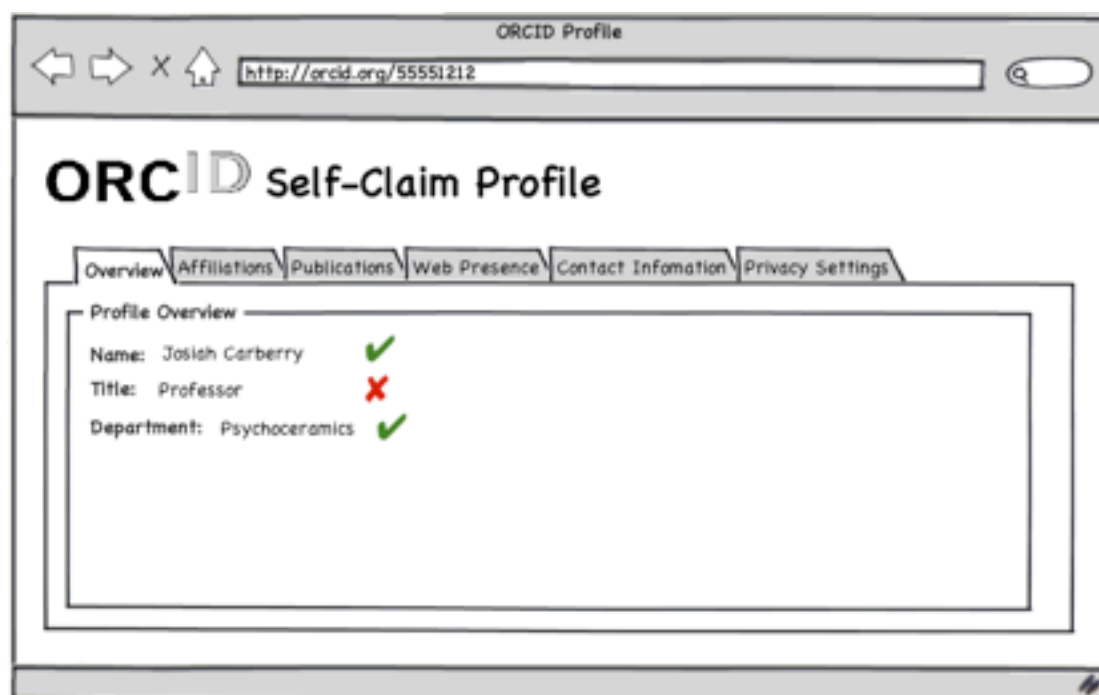 ORCID Profile
http://orcid.org/55551212
ORCID Self-Claim Profile
Overview Affiliations Publications Web Presence Contact Infomation Privacy Settings
Profile Overview
Name: Josiah Carberry
Title: Professor
Department: Psychoceramics